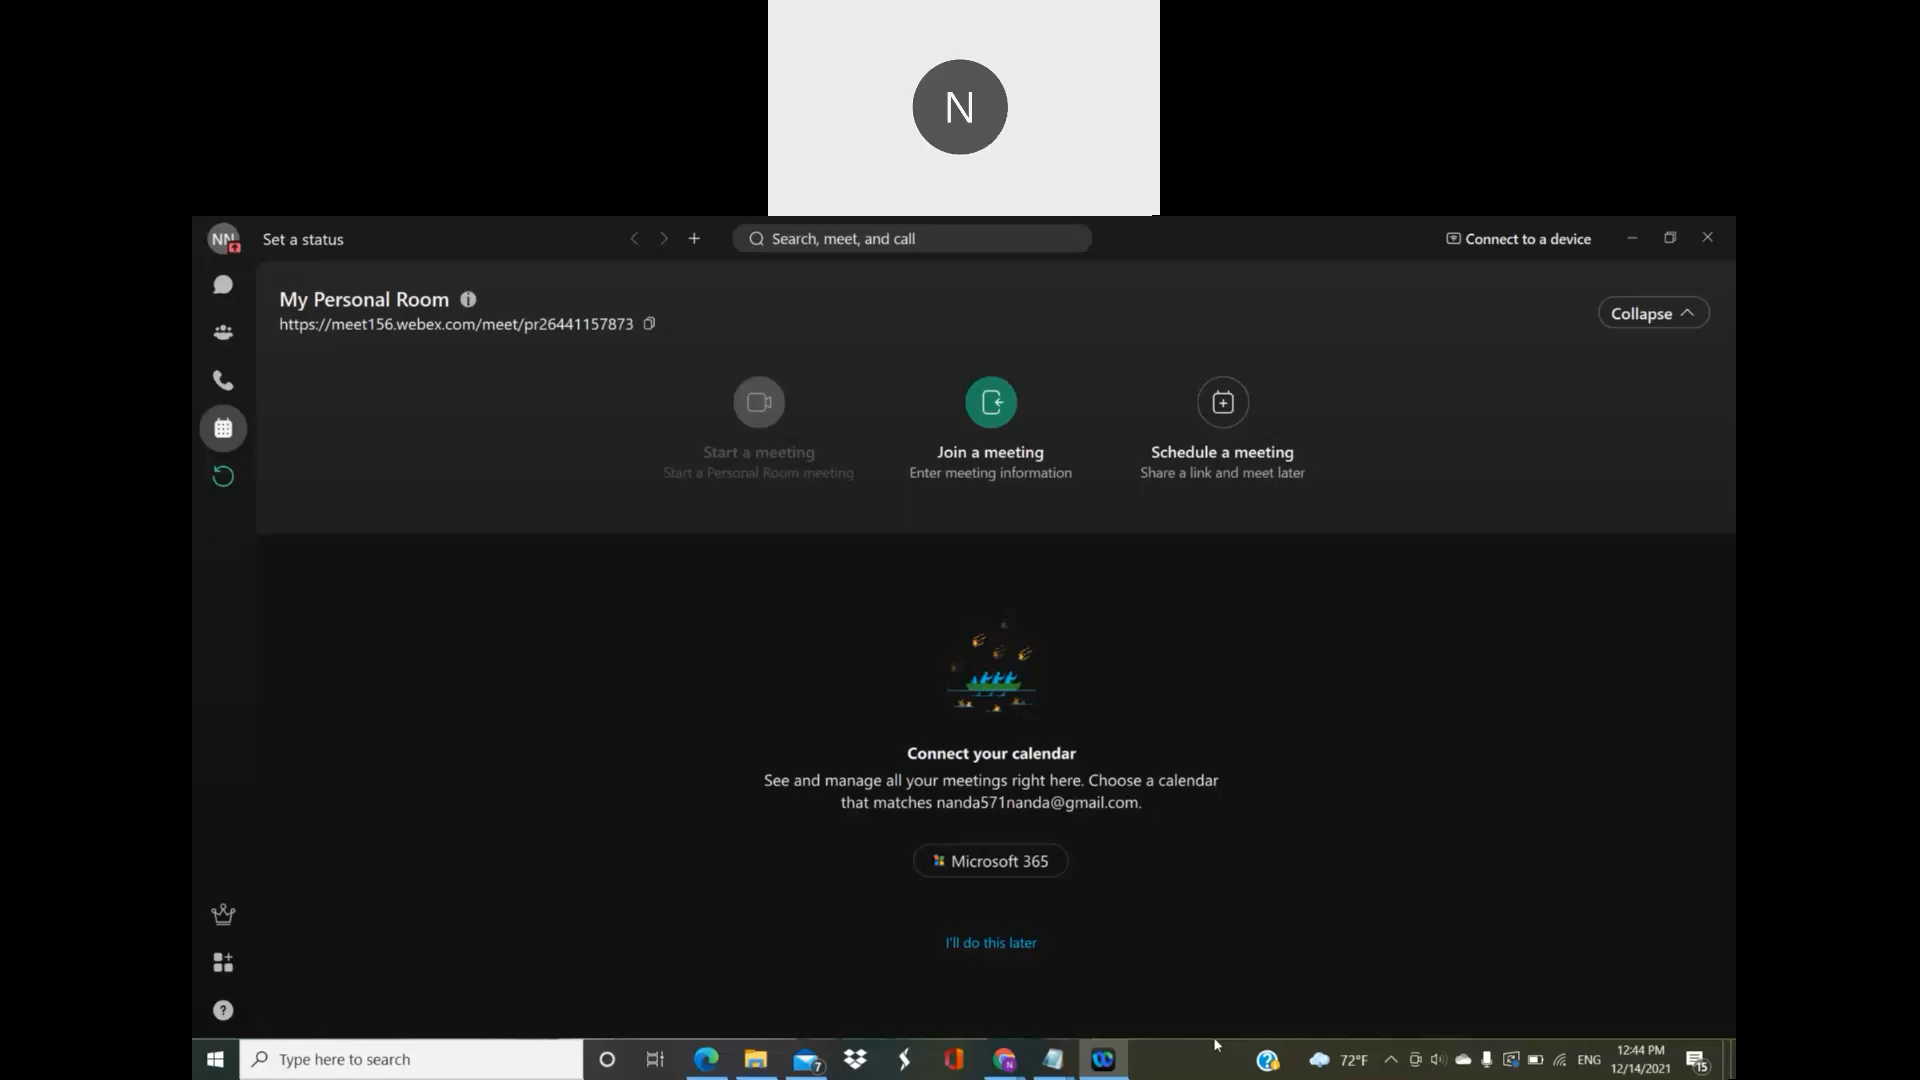 N
NN
Set a status
Search, meet, and call
Connect to a device
My Personal Room
https://meet156.webex.com/meet/pr26441157873
Collapse
Start a meeting
Start a Personal Room meeting
Join a meeting
Enter meeting information
Schedule a meeting
Share a link and meet later
Connect your calendar
See and manage all your meetings right here. Choose a calendar
that matches nanda571nanda@gmail.com.
Microsoft 365
I'll do this later
Type here to search
7
N
72°F
ENG
12:44 PM
12/14/2021
15